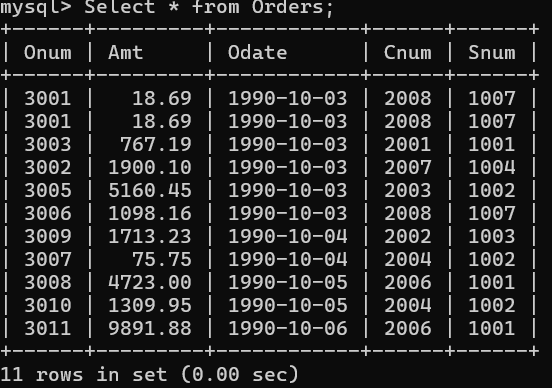 mysql> Select * from Orders;
+------+---------+------------+------+------+
| Onum | Amt     | Odate      | Cnum | Snum |
+------+---------+------------+------+------+
| 3001 |   18.69 | 1990-10-03 | 2008 | 1007 |
| 3001 |   18.69 | 1990-10-03 | 2008 | 1007 |
| 3003 |  767.19 | 1990-10-03 | 2001 | 1001 |
| 3002 | 1900.10 | 1990-10-03 | 2007 | 1004 |
| 3005 | 5160.45 | 1990-10-03 | 2003 | 1002 |
| 3006 | 1098.16 | 1990-10-03 | 2008 | 1007 |
| 3009 | 1713.23 | 1990-10-04 | 2002 | 1003 |
| 3007 |   75.75 | 1990-10-04 | 2004 | 1002 |
| 3008 | 4723.00 | 1990-10-05 | 2006 | 1001 |
| 3010 | 1309.95 | 1990-10-05 | 2004 | 1002 |
| 3011 | 9891.88 | 1990-10-06 | 2006 | 1001 |
+------+---------+------------+------+------+
11 rows in set (0.00 sec)